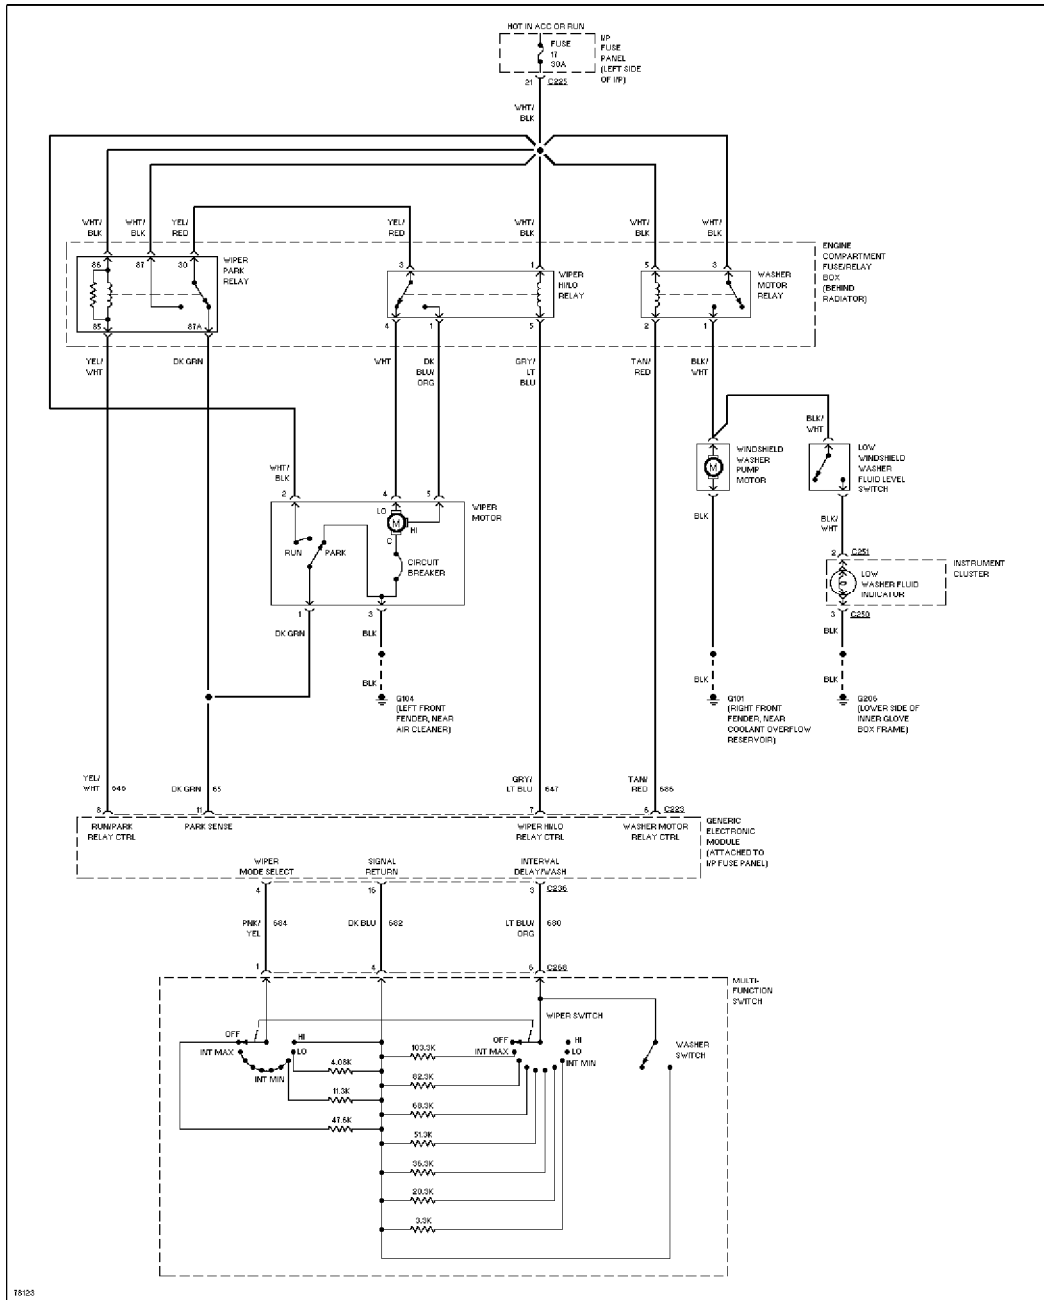 HOT IN ACC OR RUN
FUSE
17
30A
I/P
FUSE
PANEL
(LEFT SIDE
OF I/P)
21 C225
WHT/
BLK
WHT/
BLK
WHT/
BLK
YEL/
RED
YEL/
RED
WHT/
BLK
WHT/
BLK
WHT/
BLK
ENGINE
COMPARTMENT
FUSE/RELAY
BOX
(BEHIND
RADIATOR)
86 87 30
WIPER
PARK
RELAY
85 87A
3 1
WIPER
HI/LO
RELAY
4 1 5
5 3
WASHER
MOTOR
RELAY
2 1
YEL/
WHT
DK GRN
WHT
DK
BLU/
ORG
GRY/
LT
BLU
TAN/
RED
BLK/
WHT
BLK/
WHT
WINDSHIELD
WASHER
PUMP
MOTOR
M
LOW
WINDSHIELD
WASHER
FLUID LEVEL
SWITCH
WHT/
BLK
2 4 5
WIPER
MOTOR
LO
M
HI
C
RUN PARK
CIRCUIT
BREAKER
1 3
DK GRN
BLK
BLK
BLK
BLK/
WHT
2 C251
INSTRUMENT
CLUSTER
LOW
WASHER FLUID
INDICATOR
3 C250
BLK
BLK
BLK
G104
(LEFT FRONT
FENDER, NEAR
AIR CLEANER)
G101
(RIGHT FRONT
FENDER, NEAR
COOLANT OVERFLOW
RESERVOIR)
G206
(LOWER SIDE OF
INNER GLOVE
BOX FRAME)
YEL/
WHT 646
DK GRN 65
GRY/
LT BLU 647
TAN/
RED 686
8 11 7 6 C223
RUN/PARK
RELAY CTRL
PARK SENSE
WIPER HI/LO
RELAY CTRL
WASHER MOTOR
RELAY CTRL
GENERIC
ELECTRONIC
MODULE
(ATTACHED TO
I/P FUSE PANEL)
WIPER
MODE SELECT
SIGNAL
RETURN
INTERVAL
DELAY/WASH
4 16 3 C236
PNK/
YEL 684
DK BLU 682
LT BLU/
ORG 680
1 4 6 C258
MULTI-
FUNCTION
SWITCH
WIPER SWITCH
OFF HI
INT MAX LO
INT MIN
OFF HI
INT MAX LO
INT MIN
WASHER
SWITCH
4.08K
11.3K
47.6K
103.3K
82.3K
68.3K
51.3K
36.3K
20.3K
3.3K
78123